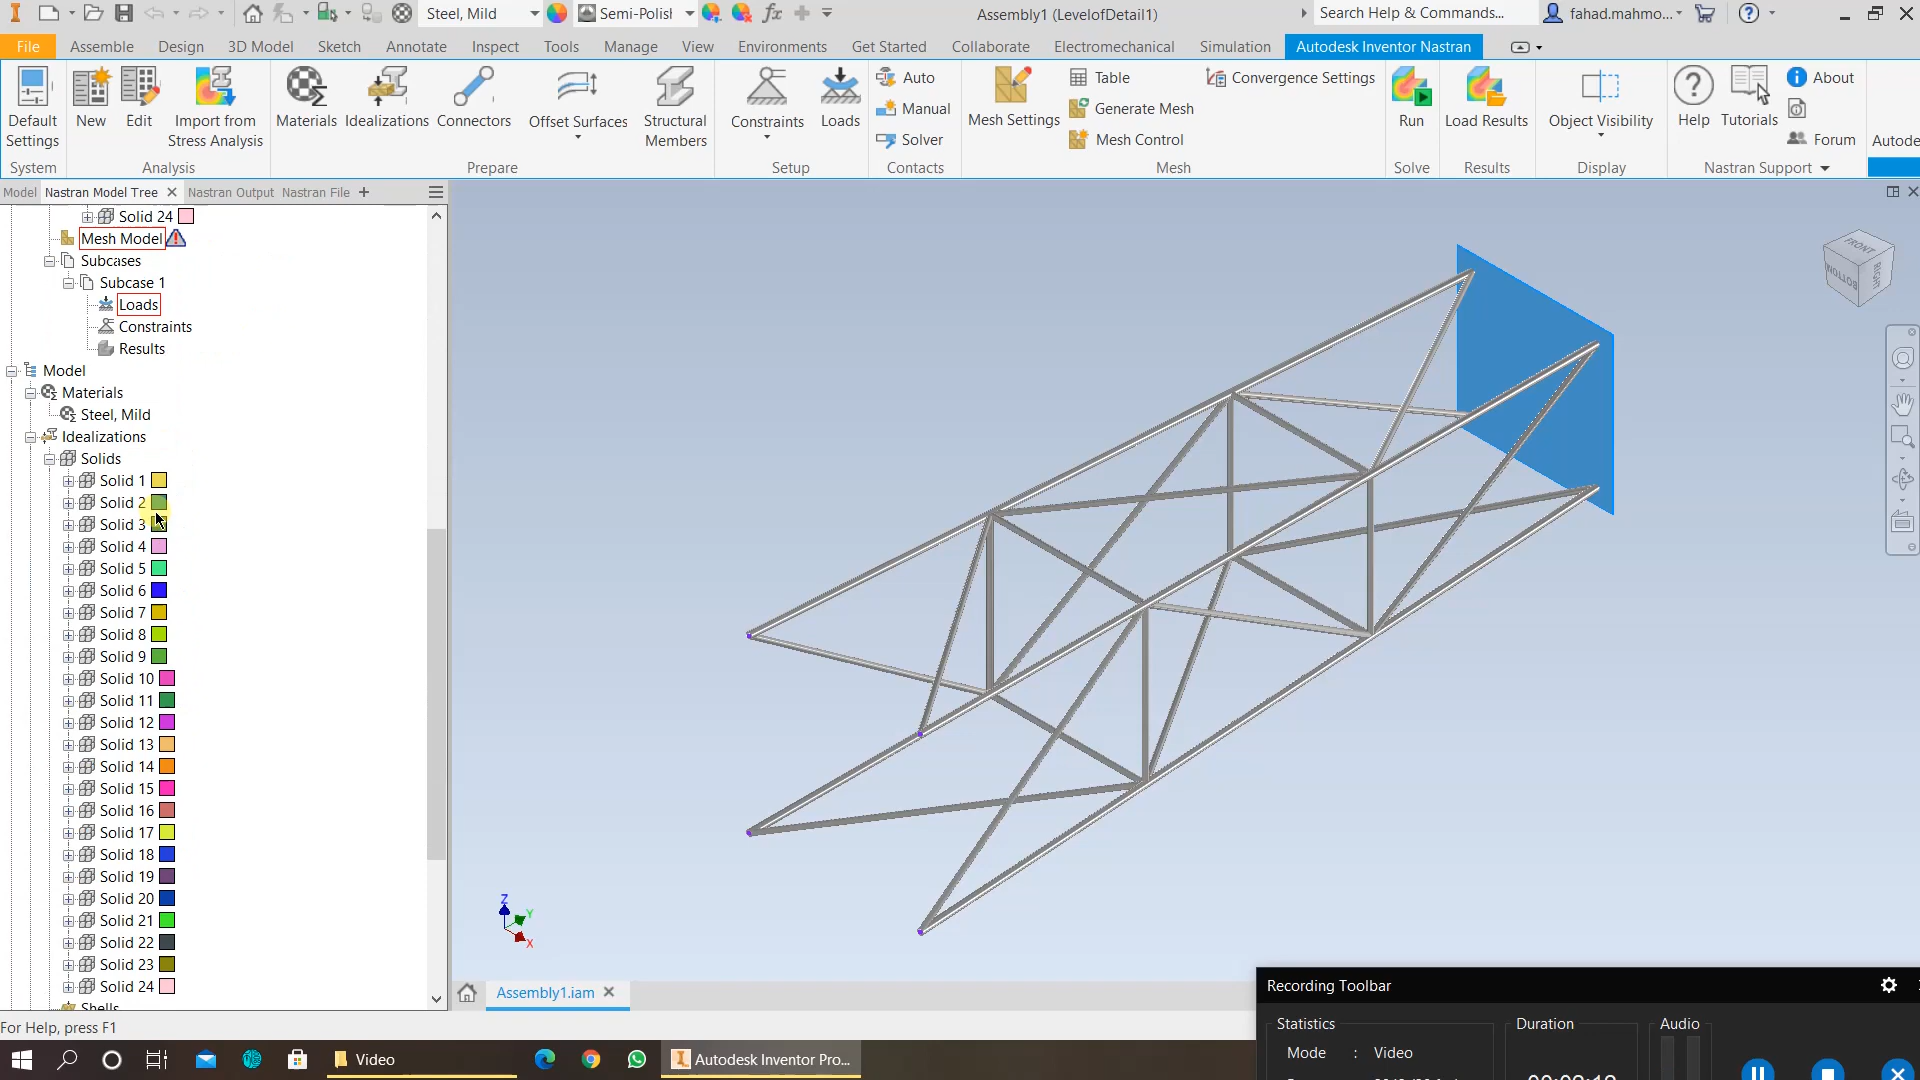 Steel, Mild
Semi-Polish
Assembly1 (LevelofDetail1)
Search Help & Commands...
fahad.mahmo...
File
Assemble
Design
3D Model
Sketch
Annotate
Inspect
Tools
Manage
View
Environments
Get Started
Collaborate
Electromechanical
Simulation
Autodesk Inventor Nastran
Default Settings
New
Edit
Import from Stress Analysis
Materials
Idealizations
Connectors
Offset Surfaces
Structural Members
Constraints
Loads
Auto
Manual
Solver
Mesh Settings
Table
Generate Mesh
Mesh Control
Convergence Settings
Run
Load Results
Object Visibility
Help
Tutorials
About
Forum
Autode
System
Analysis
Prepare
Setup
Contacts
Mesh
Solve
Results
Display
Nastran Support
Model
Nastran Model Tree
Nastran Output
Nastran File
Solid 24
Mesh Model
Subcases
Subcase 1
Loads
Constraints
Results
Model
Materials
Steel, Mild
Idealizations
Solids
Solid 1
Solid 2
Solid 3
Solid 4
Solid 5
Solid 6
Solid 7
Solid 8
Solid 9
Solid 10
Solid 11
Solid 12
Solid 13
Solid 14
Solid 15
Solid 16
Solid 17
Solid 18
Solid 19
Solid 20
Solid 21
Solid 22
Solid 23
Solid 24
Shells
FRONT
BOTTOM
RIGHT
Z
Y
X
Assembly1.iam
For Help, press F1
Recording Toolbar
Statistics
Duration
Audio
Mode : Video
Video
Autodesk Inventor Pro...